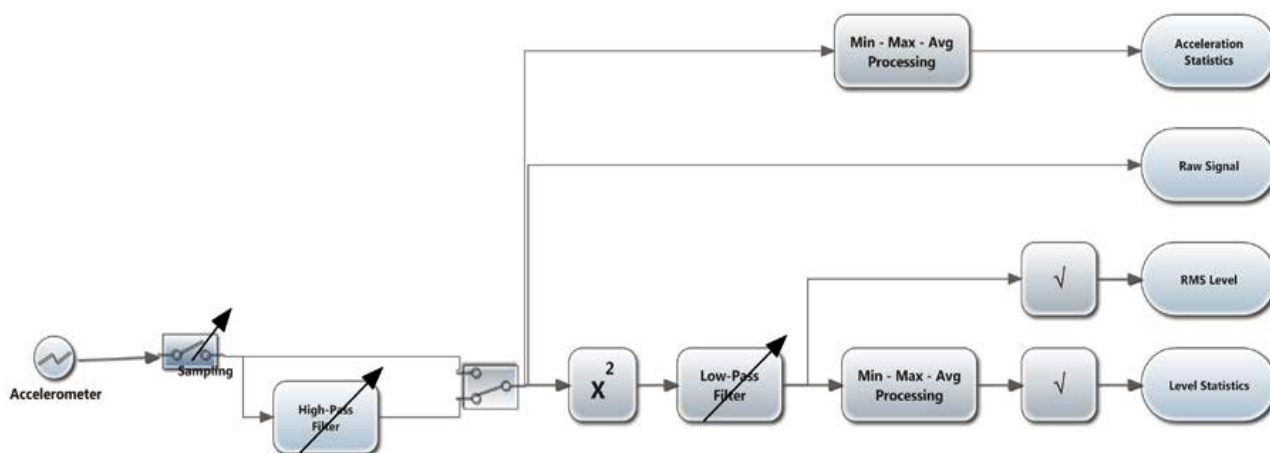 Min - Max - Avg
Processing
Acceleration
Statistics
Raw Signal
√
RMS Level
Accelerometer
Sampling
High-Pass
Filter
X²
Low-Pass
Filter
Min - Max - Avg
Processing
√
Level Statistics